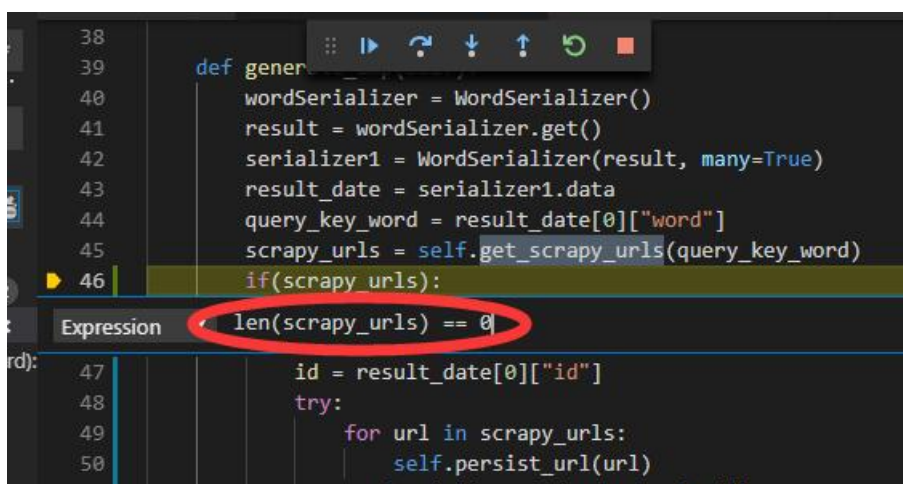 38
39 def gener
40 wordSerializer = WordSerializer()
41 result = wordSerializer.get()
42 serializer1 = WordSerializer(result, many=True)
43 result_date = serializer1.data
44 query_key_word = result_date[0]["word"]
45 scrapy_urls = self.get_scrapy_urls(query_key_word)
46 if(scrapy_urls):
Expression len(scrapy_urls) == 0
rd):
47 id = result_date[0]["id"]
48 try:
49 for url in scrapy_urls:
50 self.persist_url(url)